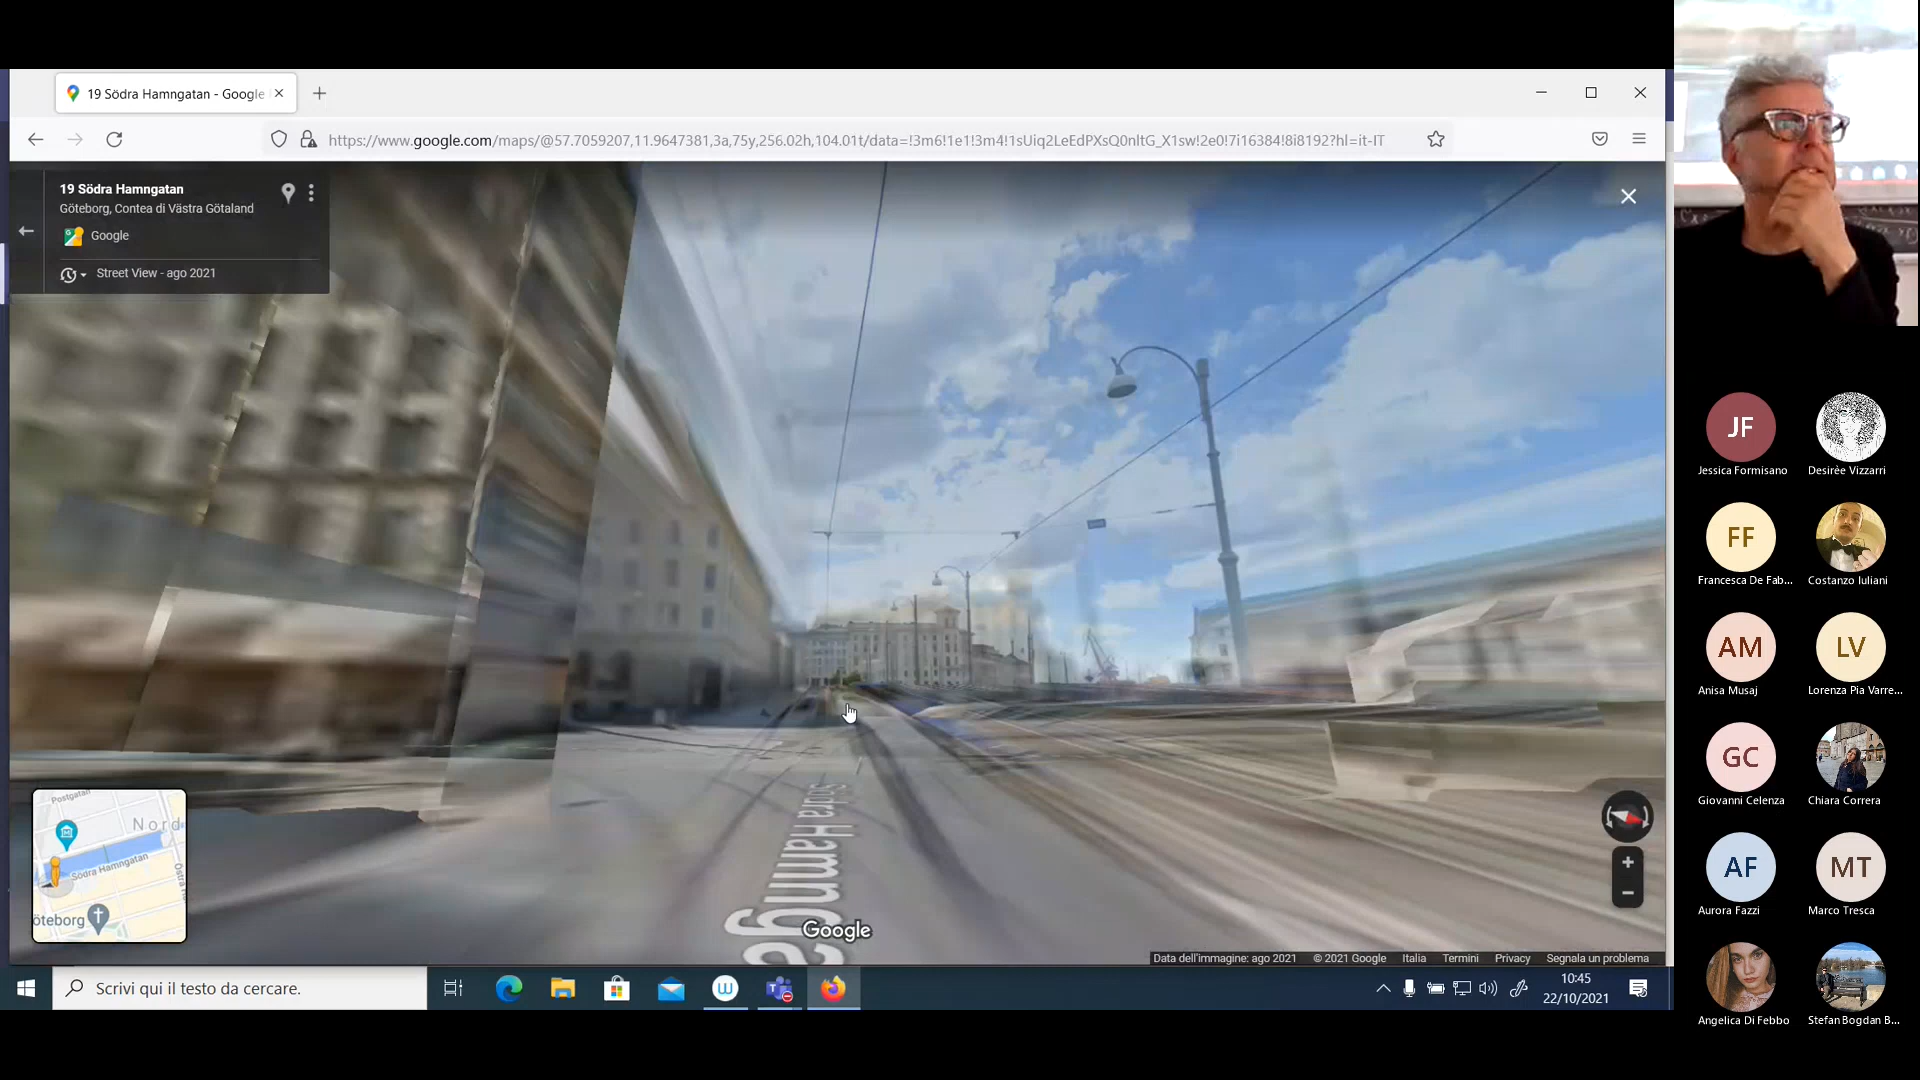 19 Södra Hamngatan - Google
https://www.google.com/maps/@57.7059207,11.9647381,3a,75y,256.02h,104.01t/data=!3m6!1e1!3m4!1sUiq2LeEdPXsQ0nltG_X1sw!2e0!7i16384!8i8192?hl=it-IT
19 Södra Hamngatan
Göteborg, Contea di Västra Götaland
Google
Street View - ago 2021
Postgatan
Nord
Södra Hamngatan
öteborg
Södra Hamnga
Google
Data dell'immagine: ago 2021 © 2021 Google Italia Termini Privacy Segnala un problema
Scrivi qui il testo da cercare.
10:45
22/10/2021
JF
Jessica Formisano
Desirèe Vizzarri
FF
Francesca De Fab...
Costanzo Iuliani
AM
Anisa Musaj
LV
Lorenza Pia Varre...
GC
Giovanni Celenza
Chiara Correra
AF
Aurora Fazzi
MT
Marco Tresca
Angelica Di Febbo
Stefan Bogdan B...